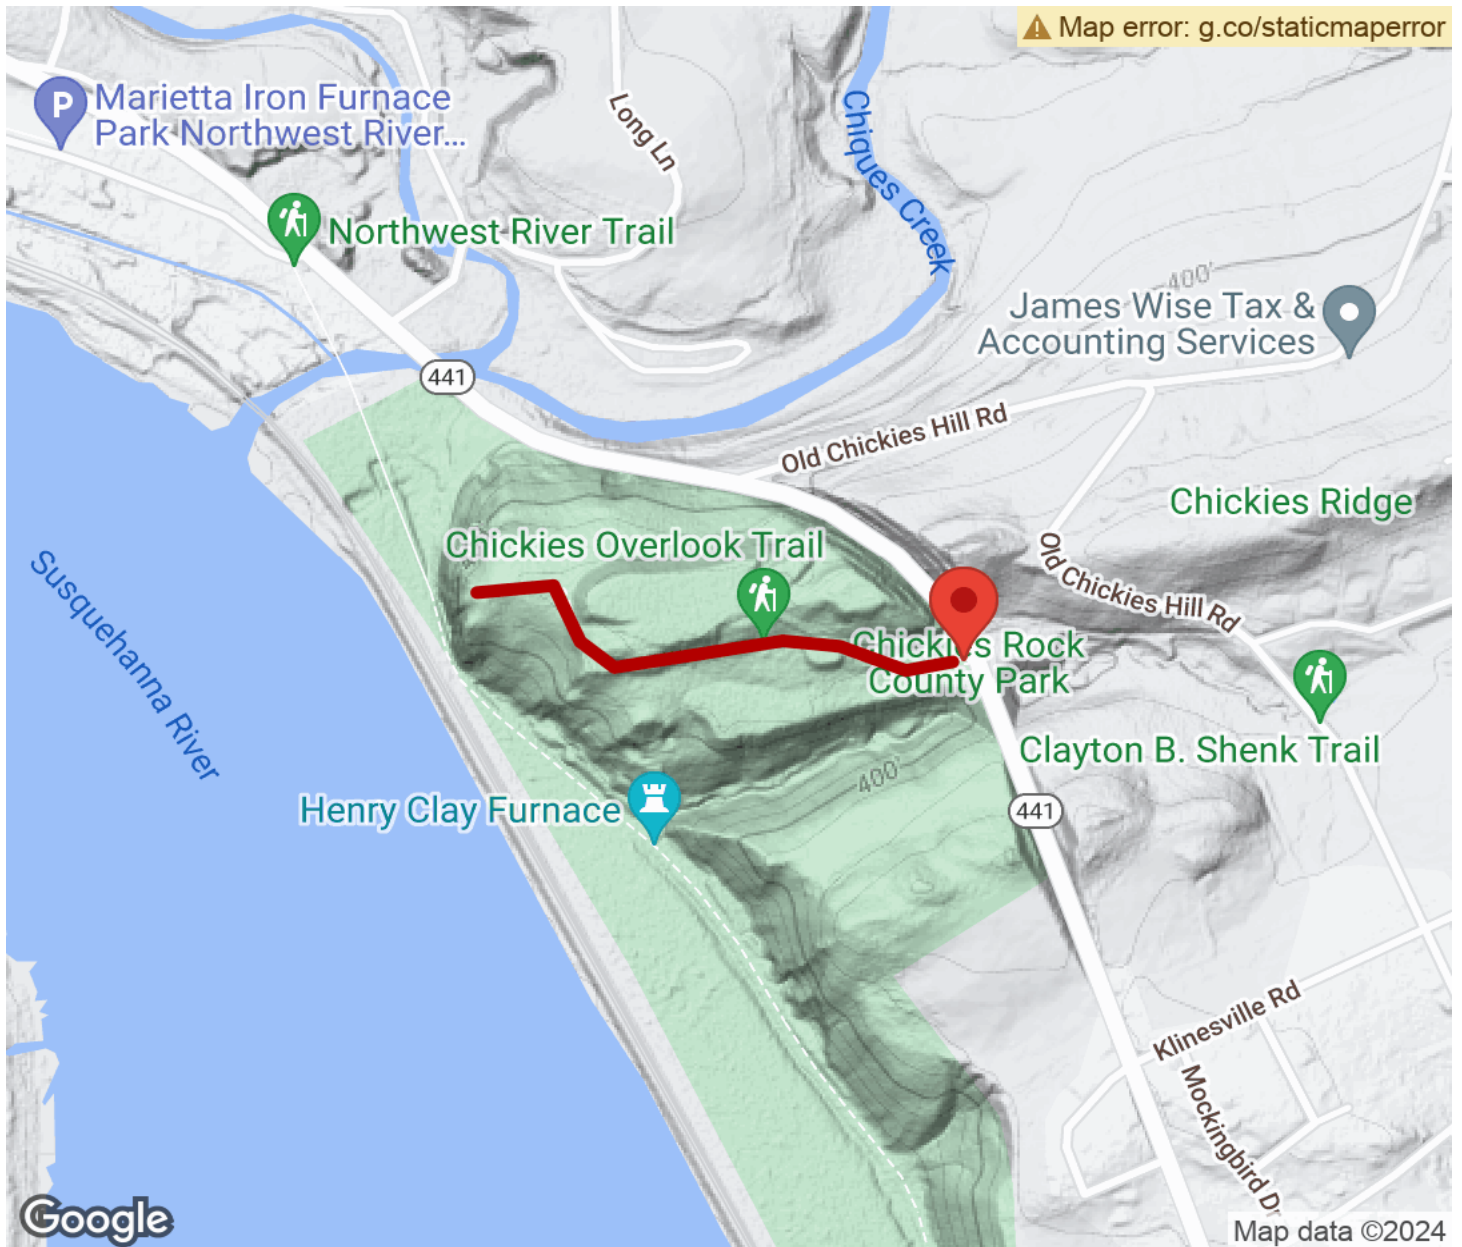 Map error: g.co/staticmaperror
Marietta Iron Furnace
Park Northwest River...
P
Long Ln
Chiques Creek
Northwest River Trail
400'
James Wise Tax &
Accounting Services
441
Old Chickies Hill Rd
Chickies Ridge
Chickies Overlook Trail
Old Chickies Hill Rd
Susquehanna River
Chickies Rock
County Park
Clayton B. Shenk Trail
400'
Henry Clay Furnace
441
Klinesville Rd
Mockingbird Dr
Google
Map data ©2024